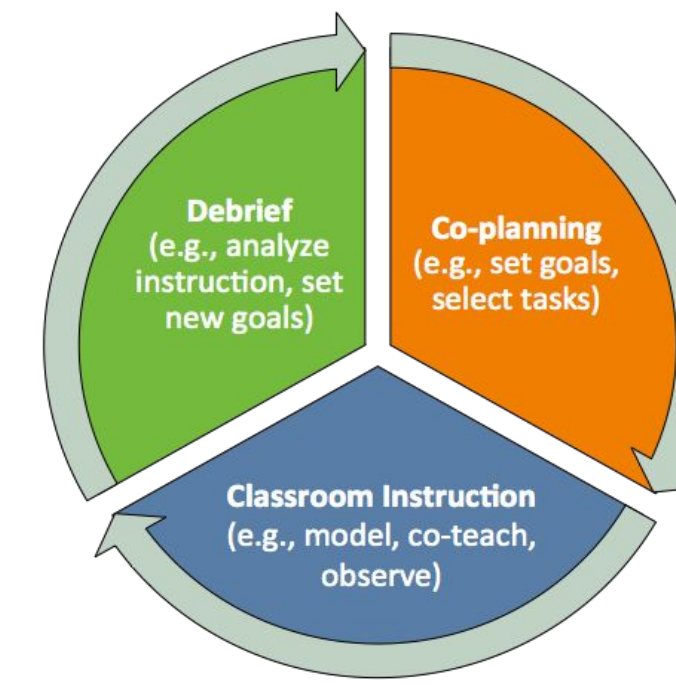 Debrief
(e.g., analyze
instruction, set
new goals)
Co-planning
(e.g., set goals,
select tasks)
Classroom Instruction
(e.g., model, co-teach,
observe)